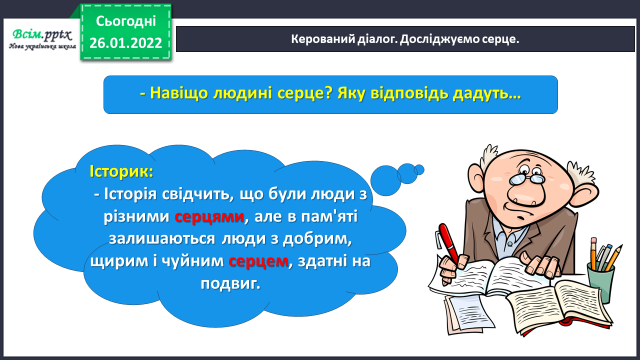 Всім.pptx
Нова українська школа
Сьогодні
26.01.2022
Керований діалог. Досліджуємо серце.
- Навіщо людині серце? Яку відповідь дадуть…
Історик:
- Історія свідчить, що були люди з
різними серцями, але в пам'яті
залишаються люди з добрим,
щирим і чуйним серцем, здатні на
подвиг.